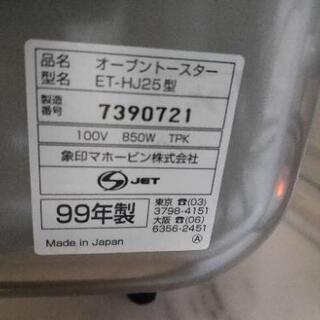 品名 オーブントースター
型名 ET-HJ25型
製造番号 7390721
100V 850W TPK
象印マホービン株式会社
JET
99年製
東京 ☎(03)
3798-4151
大阪 ☎(06)
6356-2451
Made in Japan Ⓐ